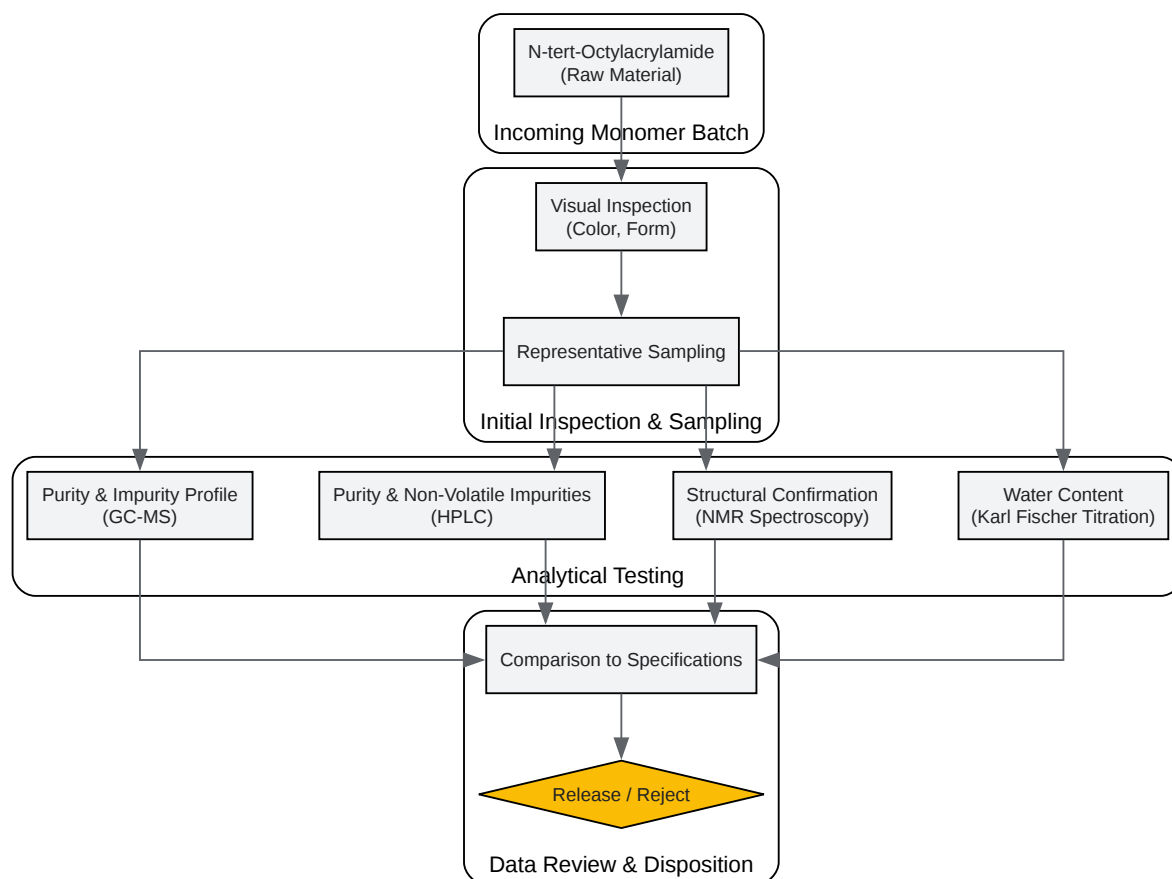 N-tert-Octylacrylamide
(Raw Material)
Incoming Monomer Batch
Visual Inspection
(Color, Form)
Representative Sampling
Initial Inspection & Sampling
Purity & Impurity Profile
(GC-MS)
Purity & Non-Volatile Impurities
(HPLC)
Structural Confirmation
(NMR Spectroscopy)
Water Content
(Karl Fischer Titration)
Analytical Testing
Comparison to Specifications
Release / Reject
Data Review & Disposition